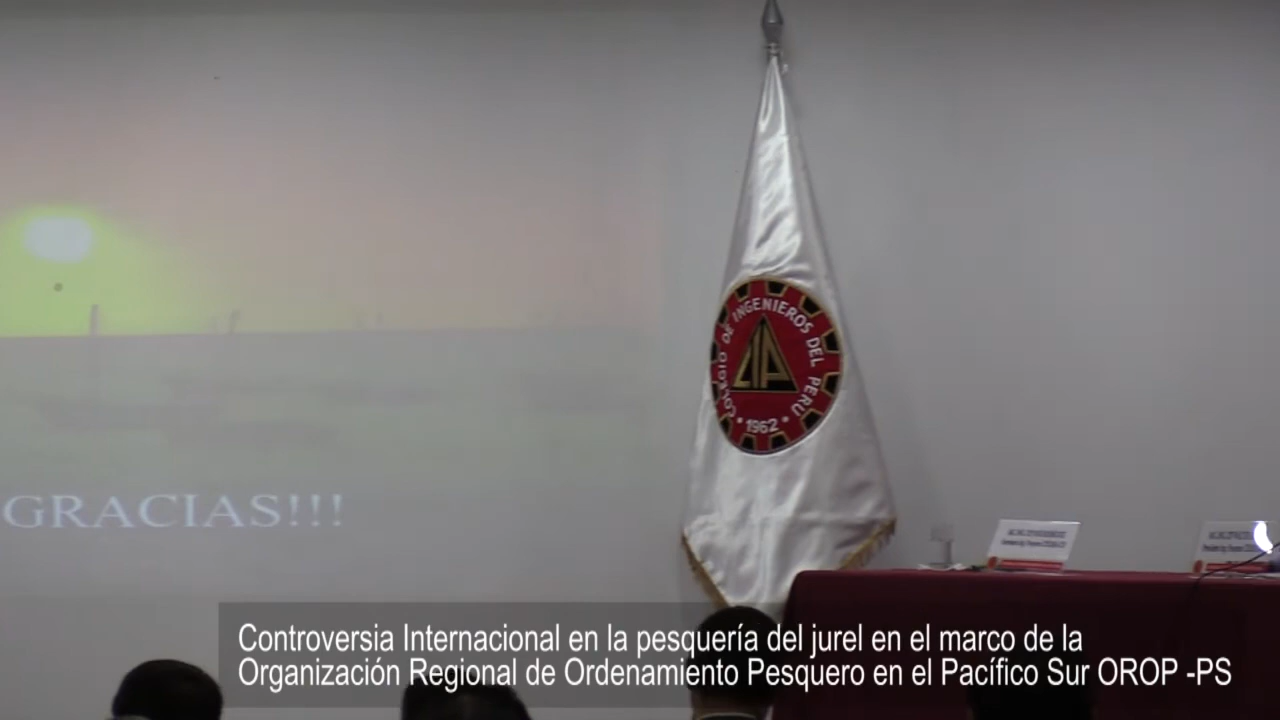 COLEGIO DE INGENIEROS DEL PERU
CIP
* 1962 *
GRACIAS!!!
Controversia Internacional en la pesquería del jurel en el marco de la
Organización Regional de Ordenamiento Pesquero en el Pacífico Sur OROP -PS